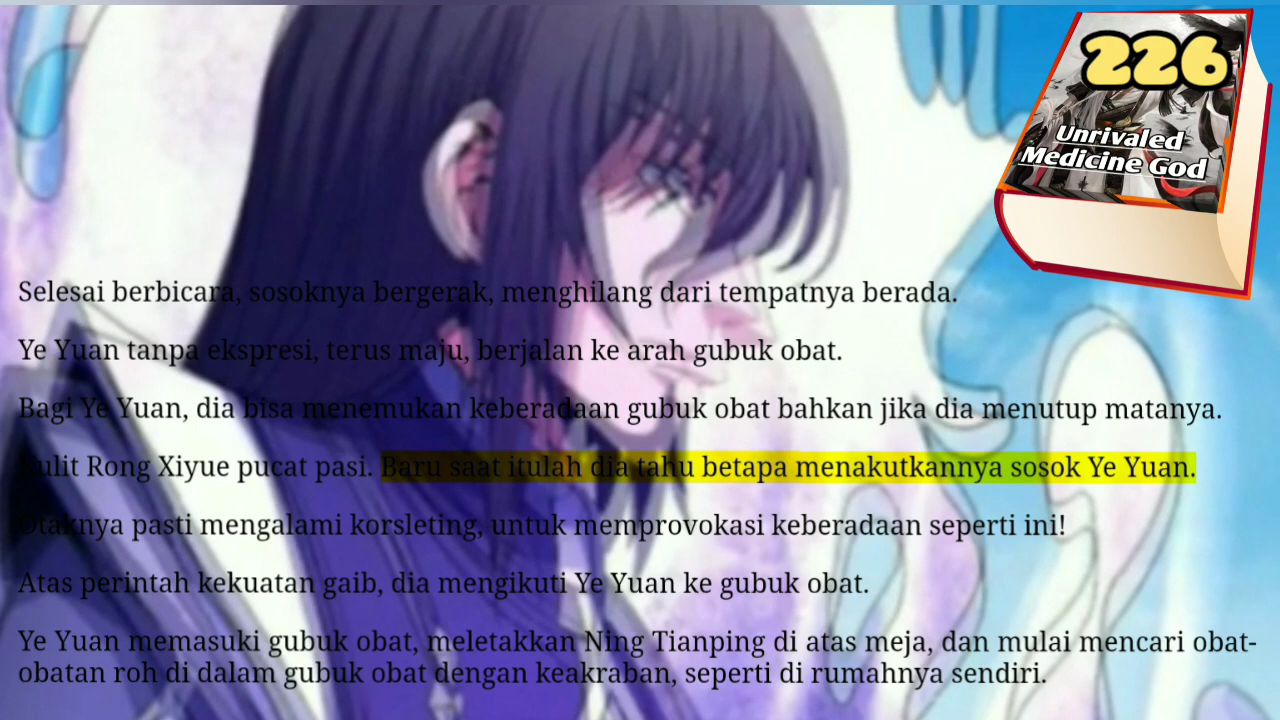 226
Unrivaled
Medicine God
Selesai berbicara, sosoknya bergerak, menghilang dari tempatnya berada.
Ye Yuan tanpa ekspresi, terus maju, berjalan ke arah gubuk obat.
Bagi Ye Yuan, dia bisa menemukan keberadaan gubuk obat bahkan jika dia menutup matanya.
Kulit Rong Xiyue pucat pasi. Baru saat itulah dia tahu betapa menakutkannya sosok Ye Yuan.
Otaknya pasti mengalami korsleting, untuk memprovokasi keberadaan seperti ini!
Atas perintah kekuatan gaib, dia mengikuti Ye Yuan ke gubuk obat.
Ye Yuan memasuki gubuk obat, meletakkan Ning Tianping di atas meja, dan mulai mencari obat-
obatan roh di dalam gubuk obat dengan keakraban, seperti di rumahnya sendiri.